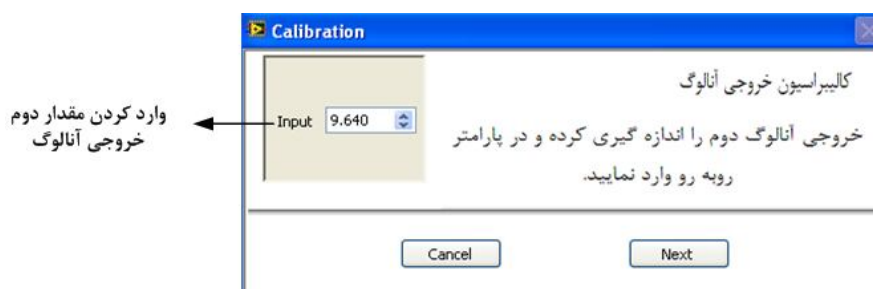 Calibration
کالیبراسیون خروجی آنالوگ
Input 9.640
خروجی آنالوگ دوم را اندازه گیری کرده و در پارامتر
روبه رو وارد نمایید.
وارد کردن مقدار دوم
خروجی آنالوگ
Cancel
Next